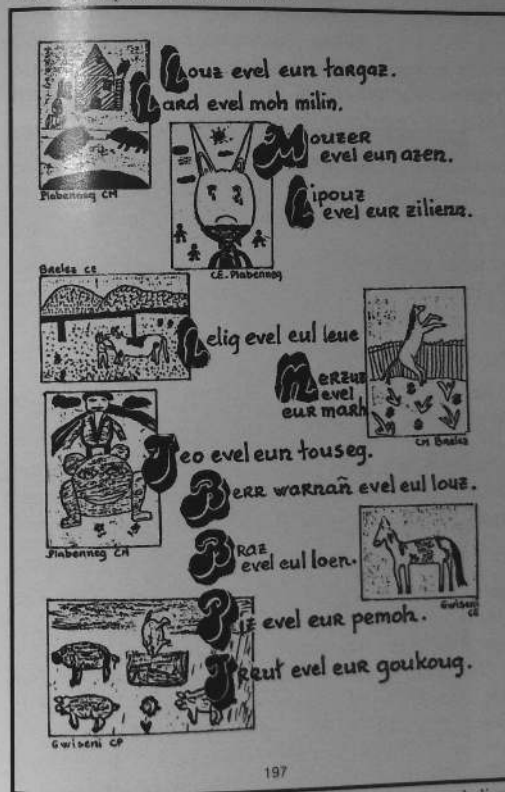 Louz evel eun targaz.
Lard evel moh milin.
Plabenneg CM
Mouzer
evel eun azen.
Lipouz
evel eur zilienn.
CE. Plabenneg
Brelez CE
Lelig evel eul leue
Nerzuz
evel
eur marh
CM Brelez
Teo evel eun touseg.
Plabenneg CM
Berr warnañ evel eul louz.
Braz
evel eul loen.
Gwiseni
CE
evel eur pemoh.
Trrut evel eur goukoug.
Gwiseni CP
197